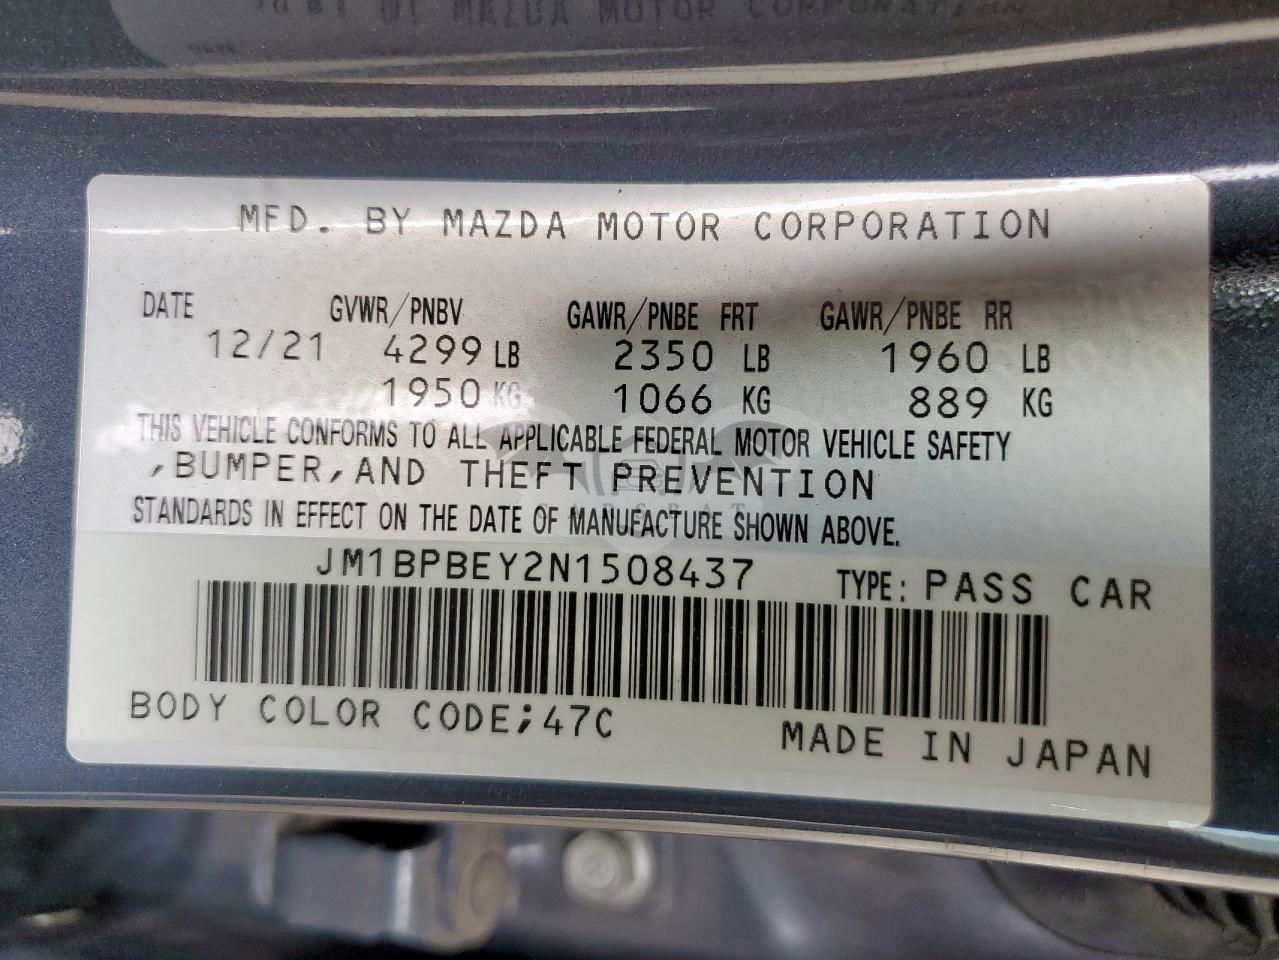 MAZDA MOTOR CORPORATION
MFD. BY MAZDA MOTOR CORPORATION
DATE GVWR/PNBV GAWR/PNBE FRT GAWR/PNBE RR
12/21 4299 LB 2350 LB 1960 LB
1950 KG 1066 KG 889 KG
THIS VEHICLE CONFORMS TO ALL APPLICABLE FEDERAL MOTOR VEHICLE SAFETY
,BUMPER,AND THEFT PREVENTION
STANDARDS IN EFFECT ON THE DATE OF MANUFACTURE SHOWN ABOVE.
JM1BPBEY2N1508437 TYPE: PASS CAR
BODY COLOR CODE;47C
MADE IN JAPAN